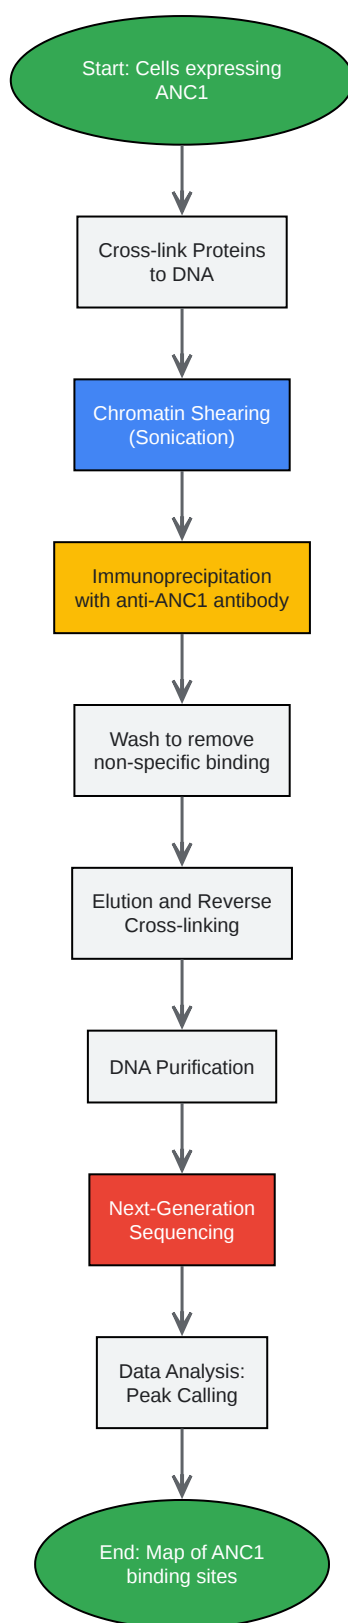 Start: Cells expressing
ANC1
Cross-link Proteins
to DNA
Chromatin Shearing
(Sonication)
Immunoprecipitation
with anti-ANC1 antibody
Wash to remove
non-specific binding
Elution and Reverse
Cross-linking
DNA Purification
Next-Generation
Sequencing
Data Analysis:
Peak Calling
End: Map of ANC1
binding sites